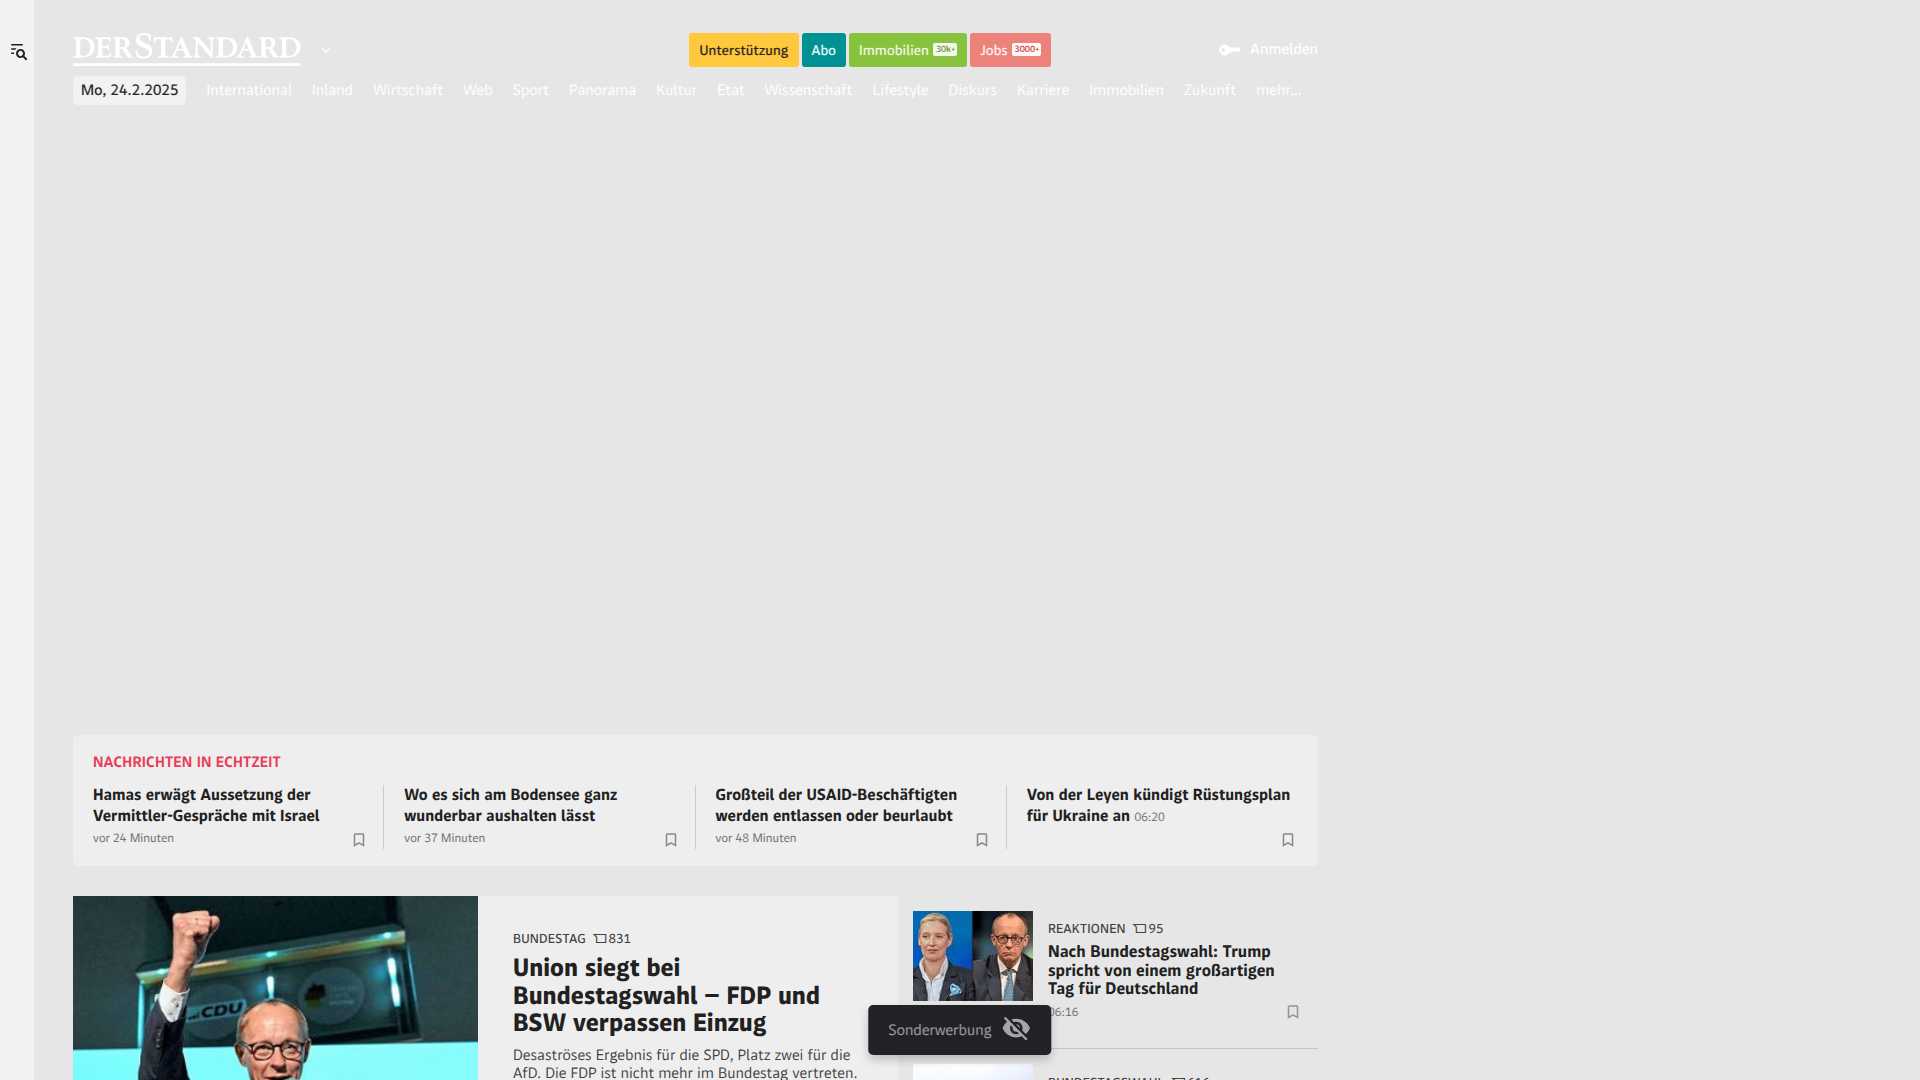 DERSTANDARD
Unterstützung
Abo
Immobilien 30k+
Jobs 3000+
Anmelden
Mo, 24.2.2025
International
Inland
Wirtschaft
Web
Sport
Panorama
Kultur
Etat
Wissenschaft
Lifestyle
Diskurs
Karriere
Immobilien
Zukunft
mehr...
NACHRICHTEN IN ECHTZEIT
Hamas erwägt Aussetzung der
Vermittler-Gespräche mit Israel
vor 24 Minuten
Wo es sich am Bodensee ganz
wunderbar aushalten lässt
vor 37 Minuten
Großteil der USAID-Beschäftigten
werden entlassen oder beurlaubt
vor 48 Minuten
Von der Leyen kündigt Rüstungsplan
für Ukraine an 06:20
CDU
BUNDESTAG 831
Union siegt bei
Bundestagswahl – FDP und
BSW verpassen Einzug
Desaströses Ergebnis für die SPD, Platz zwei für die
AfD. Die FDP ist nicht mehr im Bundestag vertreten.
REAKTIONEN 95
Nach Bundestagswahl: Trump
spricht von einem großartigen
Tag für Deutschland
06:16
Sonderwerbung